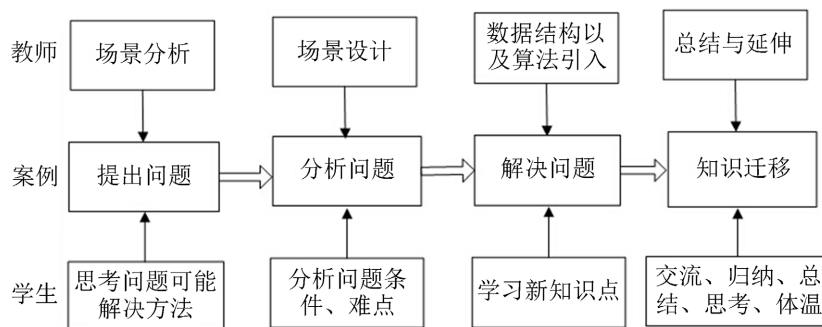 教师
场景分析
场景设计
数据结构以
及算法引入
总结与延伸
案例
提出问题
分析问题
解决问题
知识迁移
学生
思考问题可能
解决方法
分析问题条
件、难点
学习新知识点
交流、归纳、总
结、思考、体温